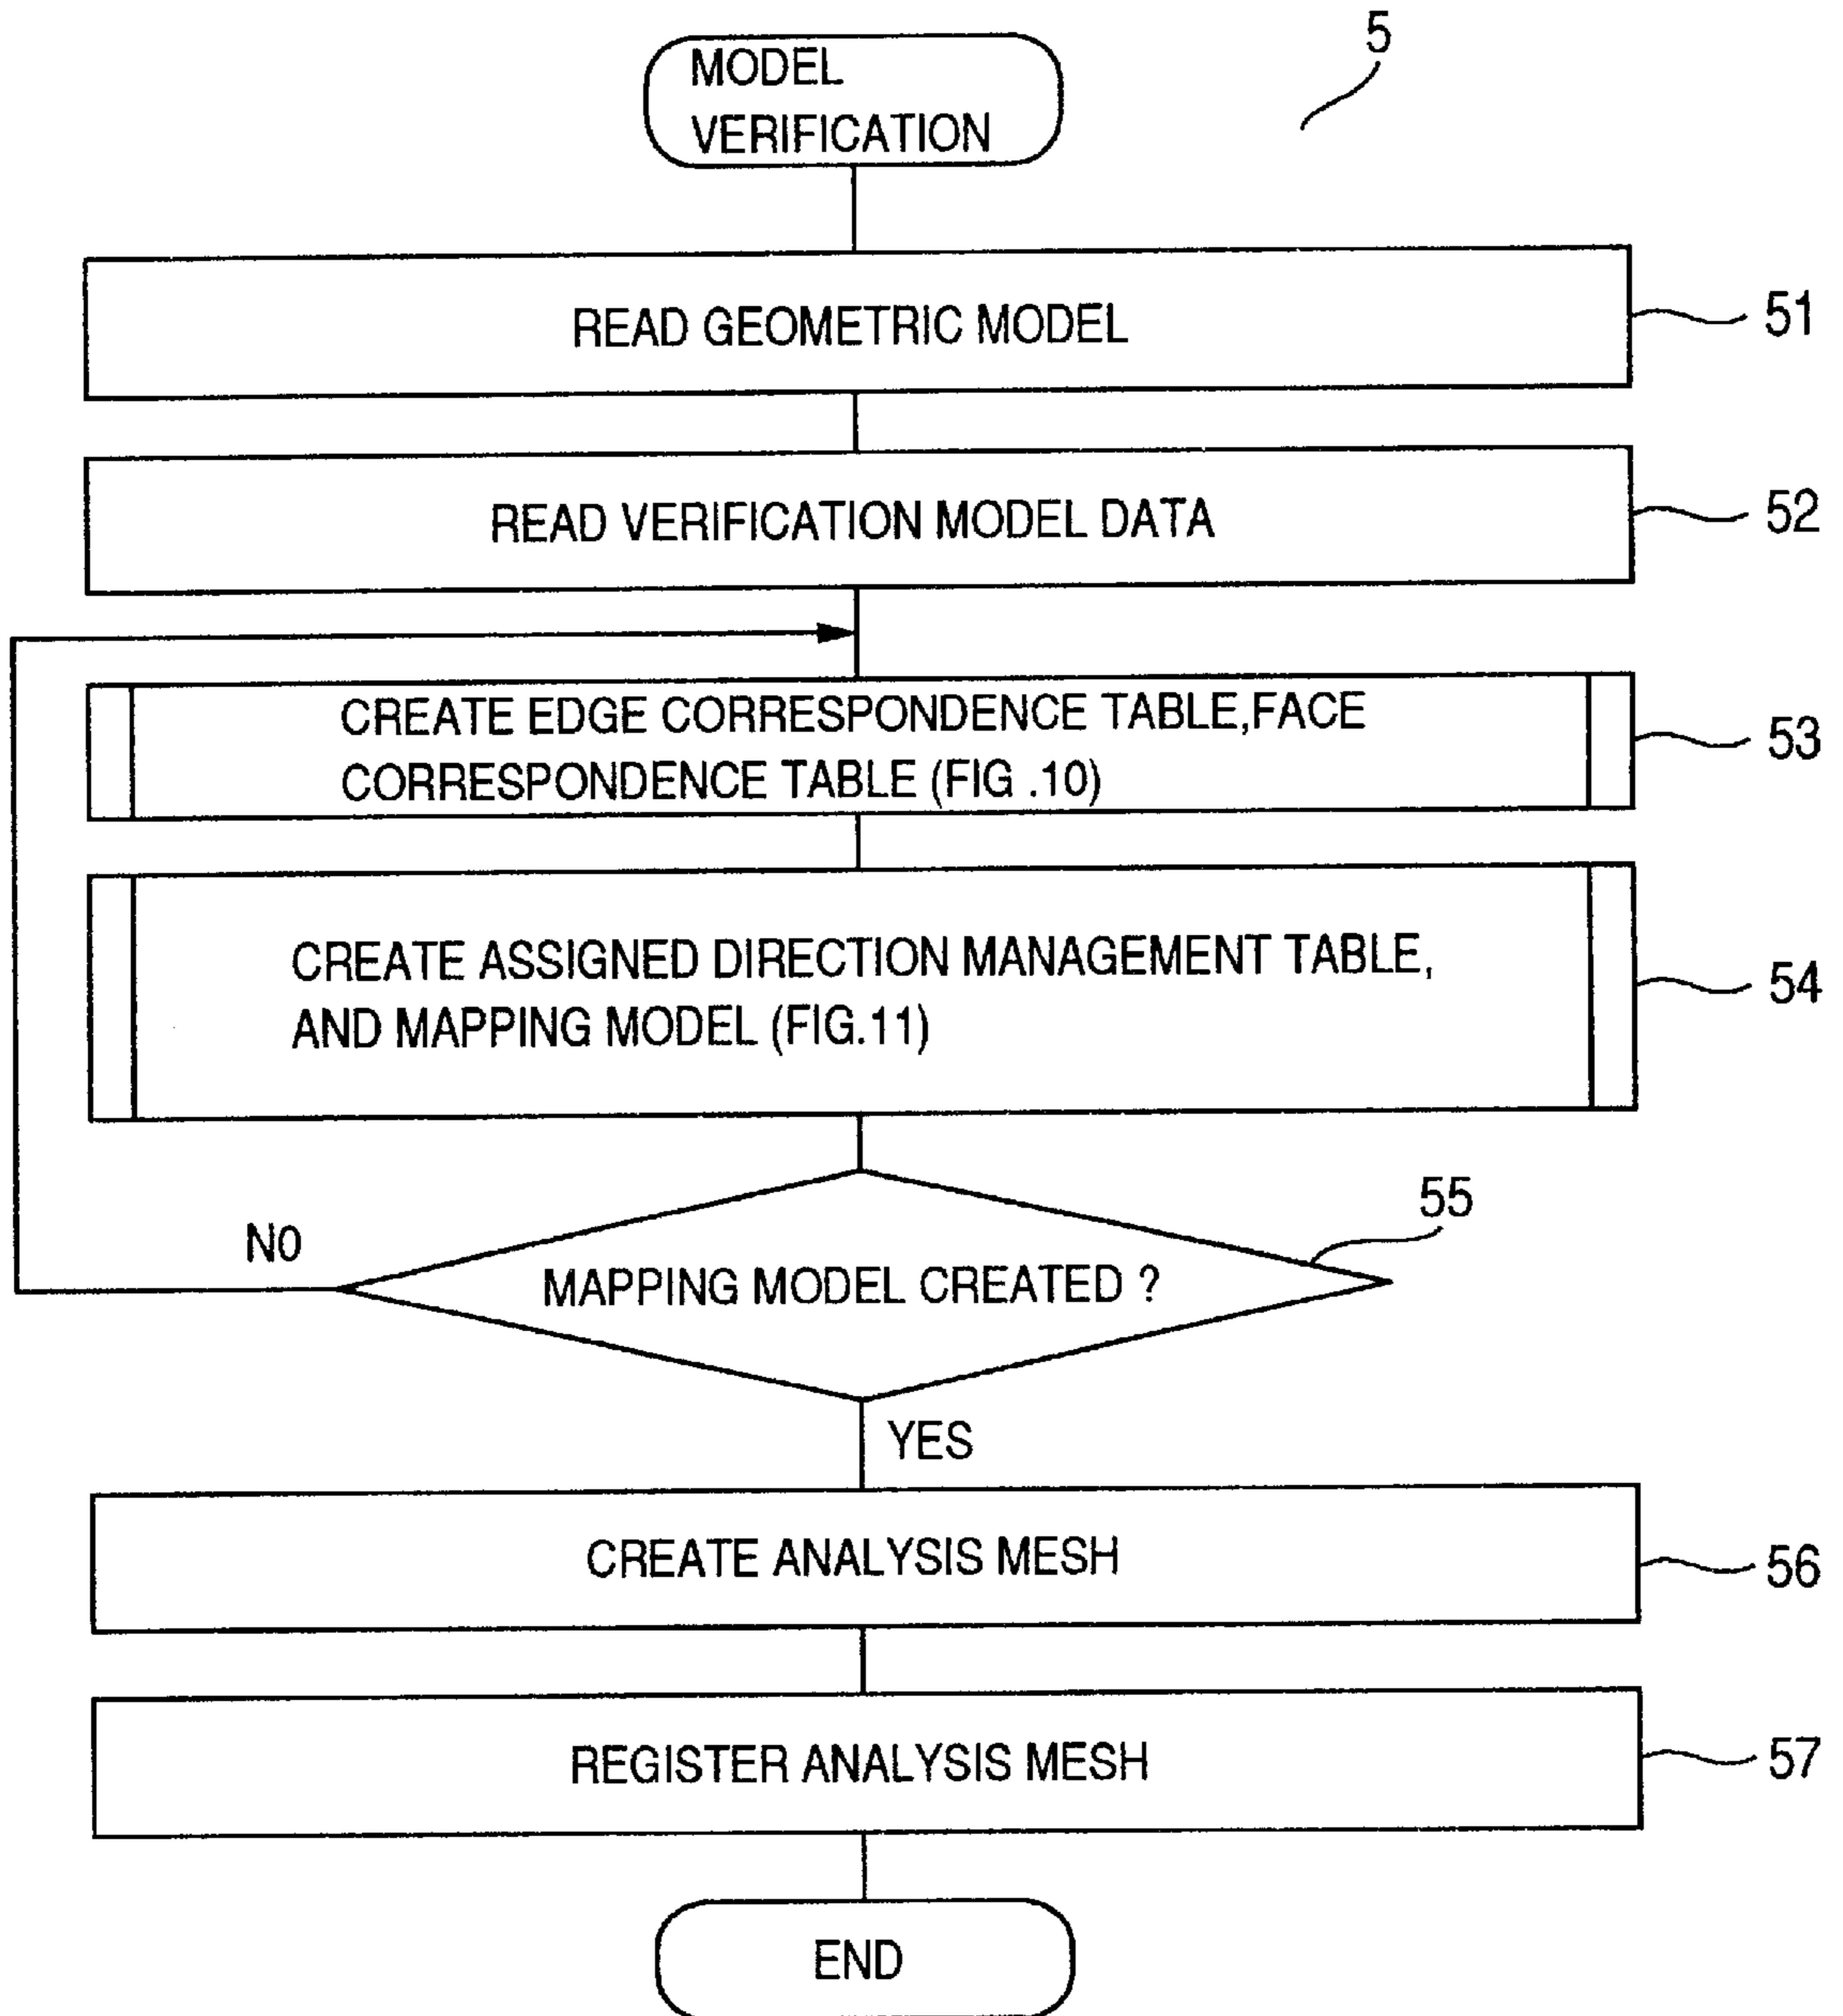 5
MODEL
VERIFICATION
READ GEOMETRIC MODEL
51
READ VERIFICATION MODEL DATA
52
CREATE EDGE CORRESPONDENCE TABLE,FACE
CORRESPONDENCE TABLE (FIG .10)
53
CREATE ASSIGNED DIRECTION MANAGEMENT TABLE,
AND MAPPING MODEL (FIG.11)
54
55
NO
MAPPING MODEL CREATED ?
YES
CREATE ANALYSIS MESH
56
REGISTER ANALYSIS MESH
57
END